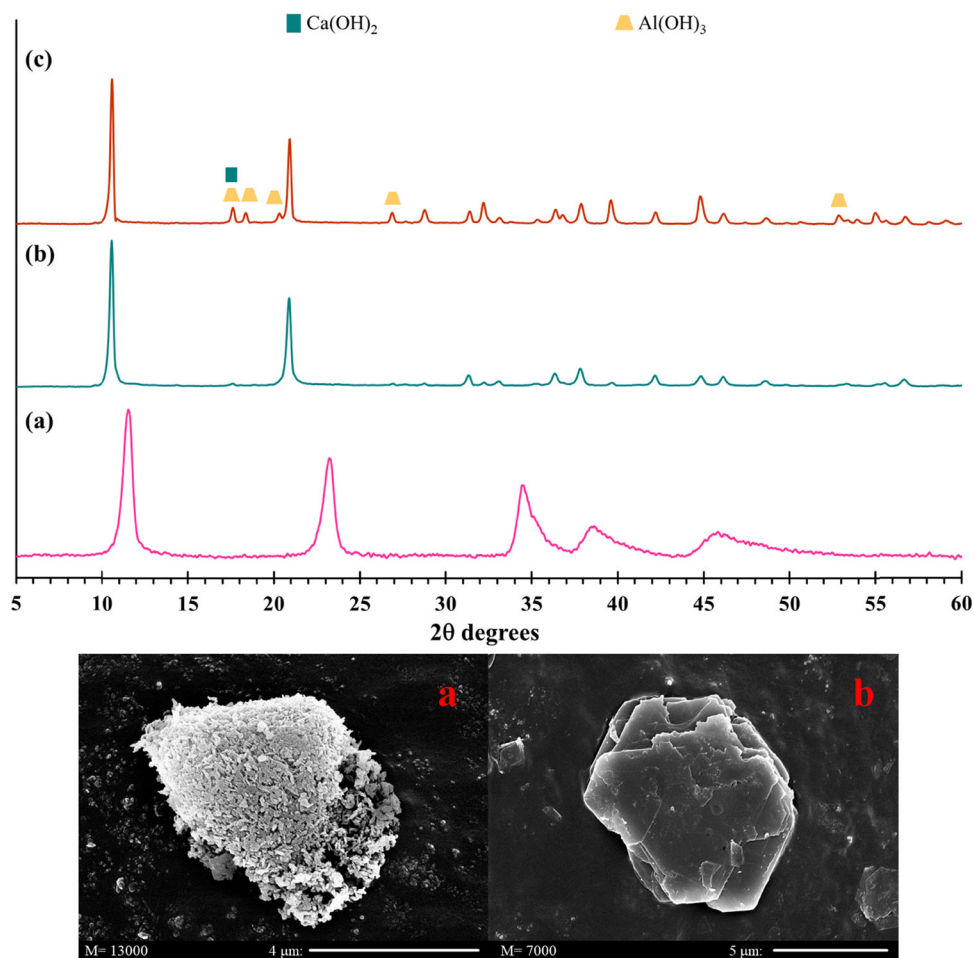 Ca(OH)₂ Al(OH)₃
(c)
(b)
(a)
5 10 15 20 25 30 35 40 45 50 55 60
2θ degrees
a b
M= 13000 4 μm: M= 7000 5 μm: